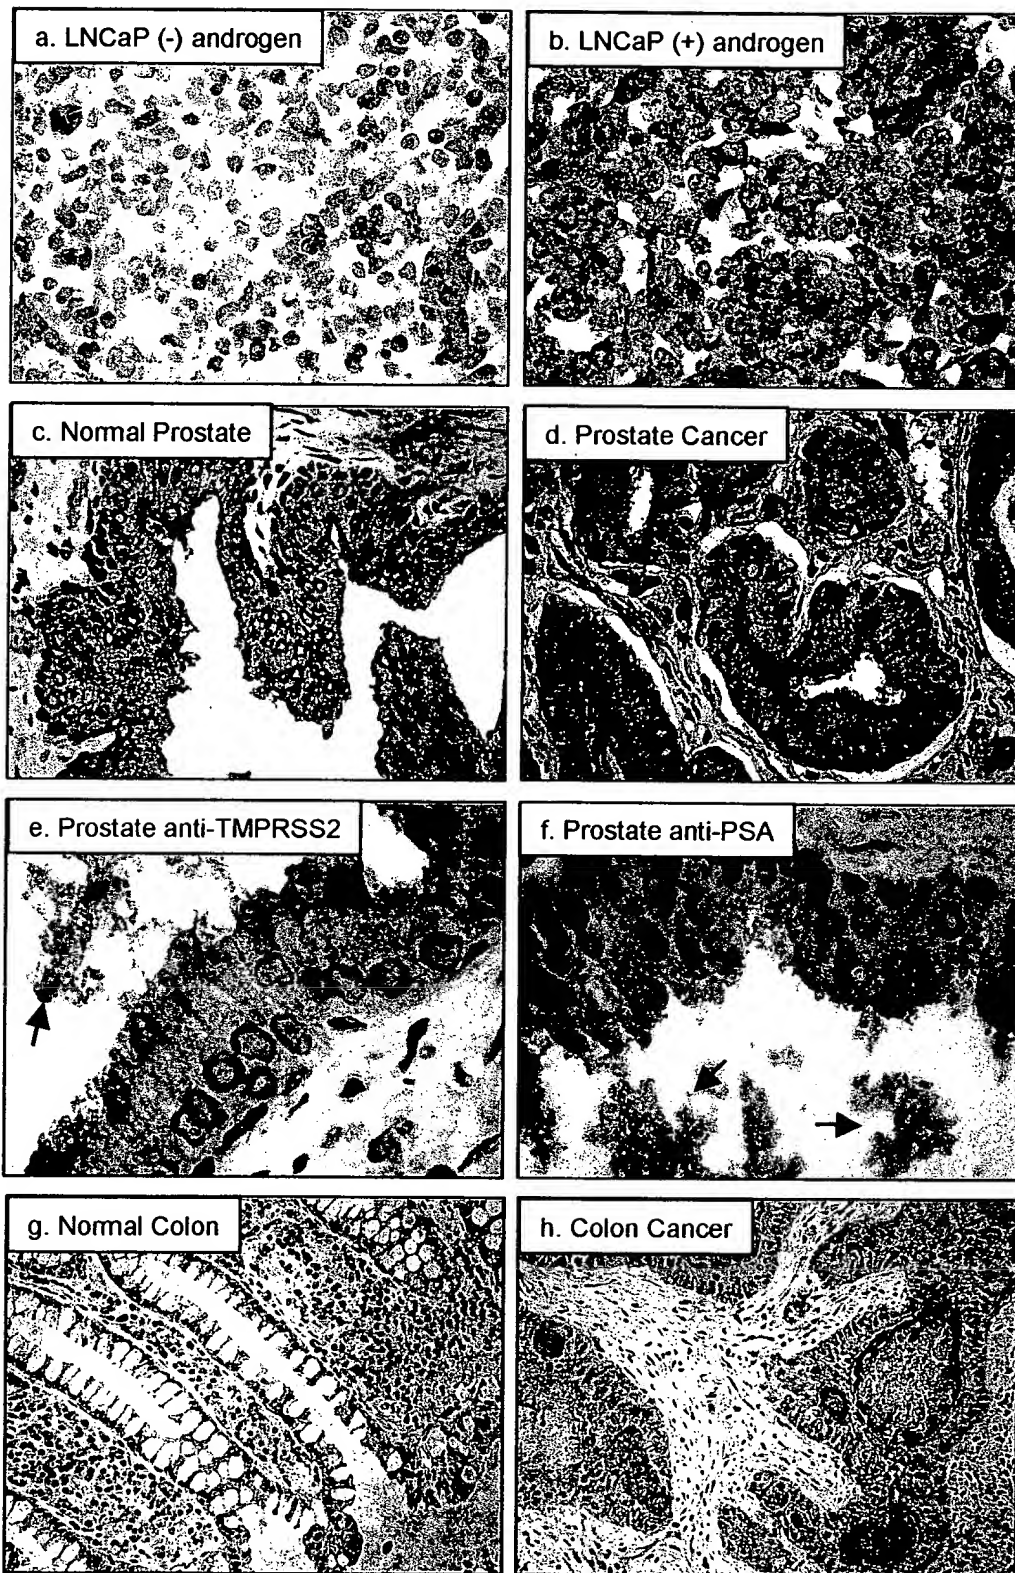 a. LNCaP (-) androgen
b. LNCaP (+) androgen
c. Normal Prostate
d. Prostate Cancer
e. Prostate anti-TMPRSS2
f. Prostate anti-PSA
g. Normal Colon
h. Colon Cancer